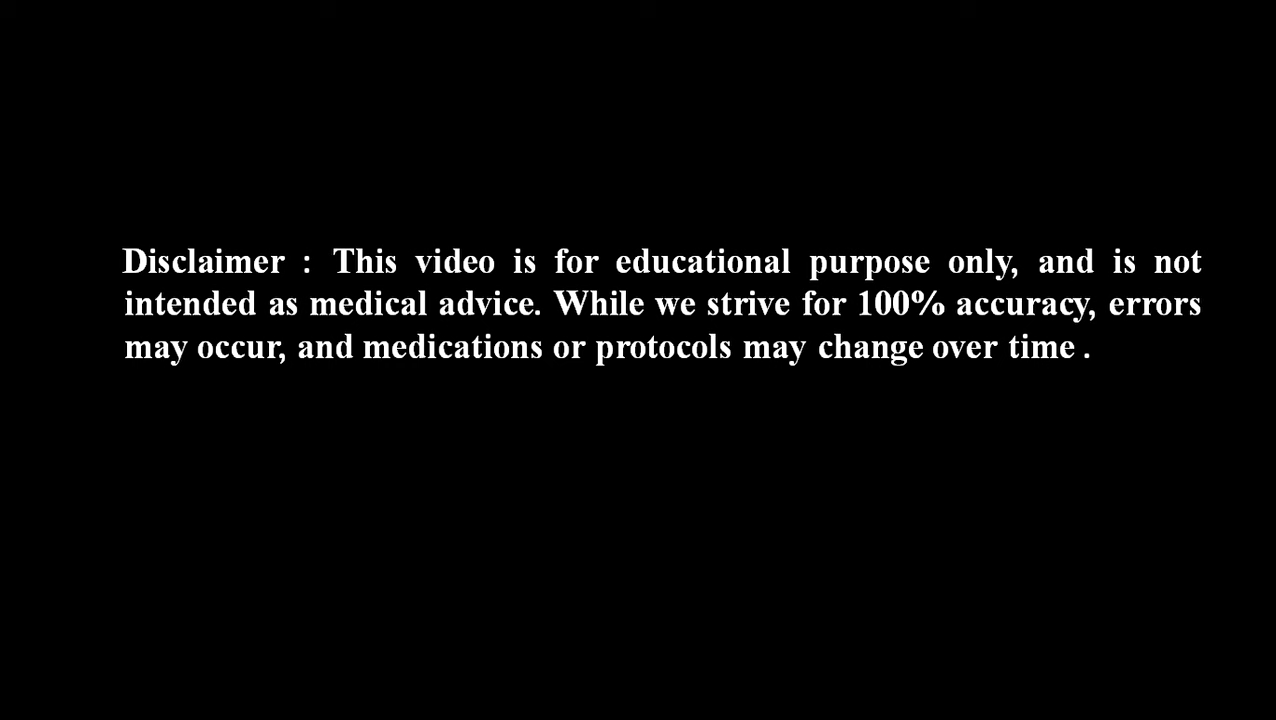 Disclaimer : This video is for educational purpose only, and is not
intended as medical advice. While we strive for 100% accuracy, errors
may occur, and medications or protocols may change over time .